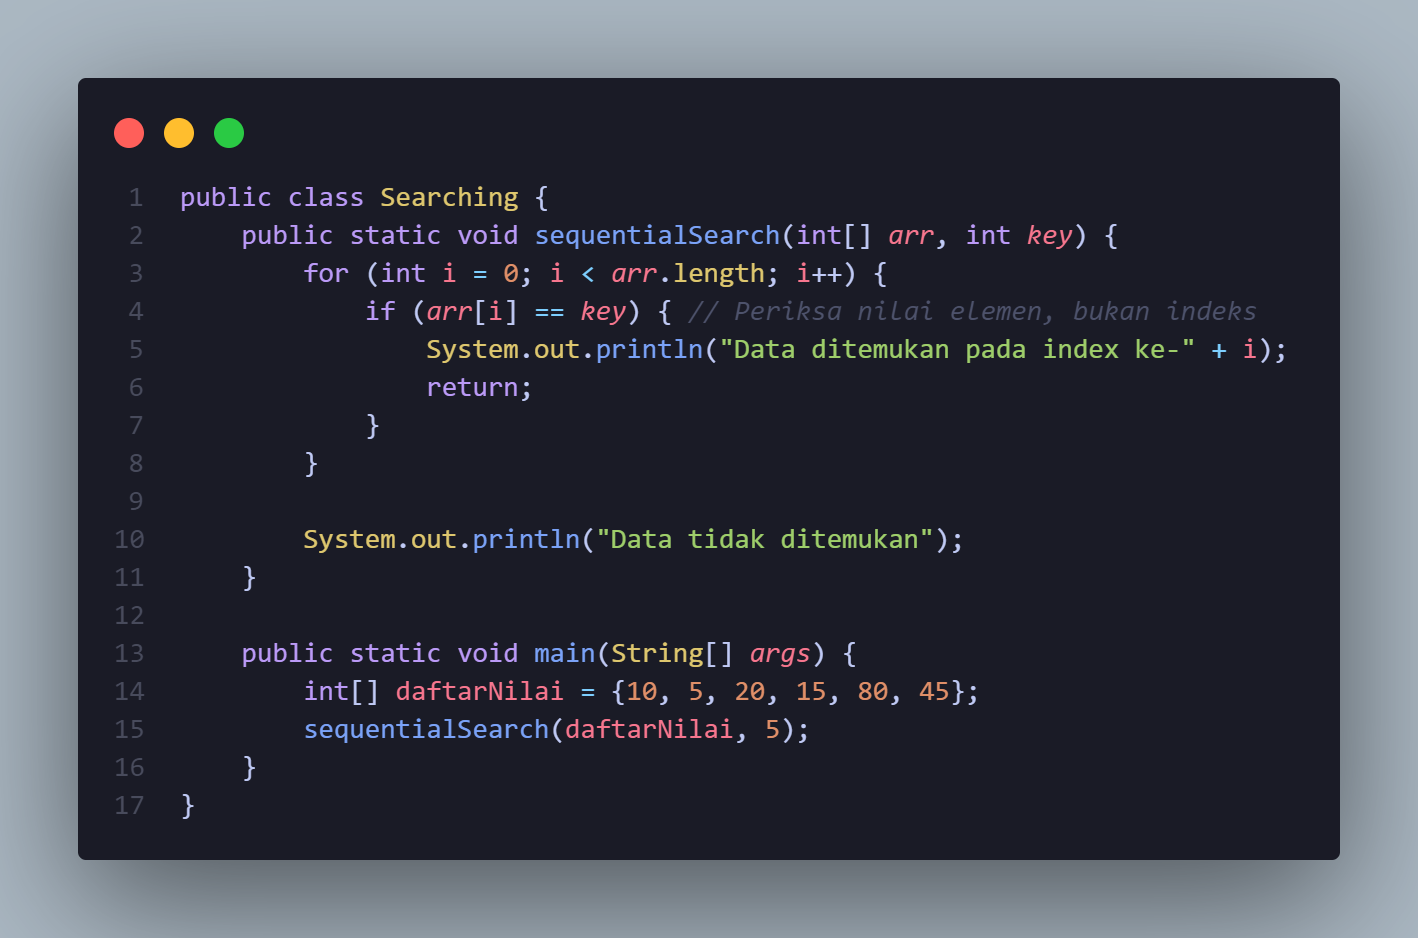 1 public class Searching {
2     public static void sequentialSearch(int[] arr, int key) {
3         for (int i = 0; i < arr.length; i++) {
4             if (arr[i] == key) { // Periksa nilai elemen, bukan indeks
5                 System.out.println("Data ditemukan pada index ke-" + i);
6                 return;
7             }
8         }
9
10         System.out.println("Data tidak ditemukan");
11     }
12
13     public static void main(String[] args) {
14         int[] daftarNilai = {10, 5, 20, 15, 80, 45};
15         sequentialSearch(daftarNilai, 5);
16     }
17 }